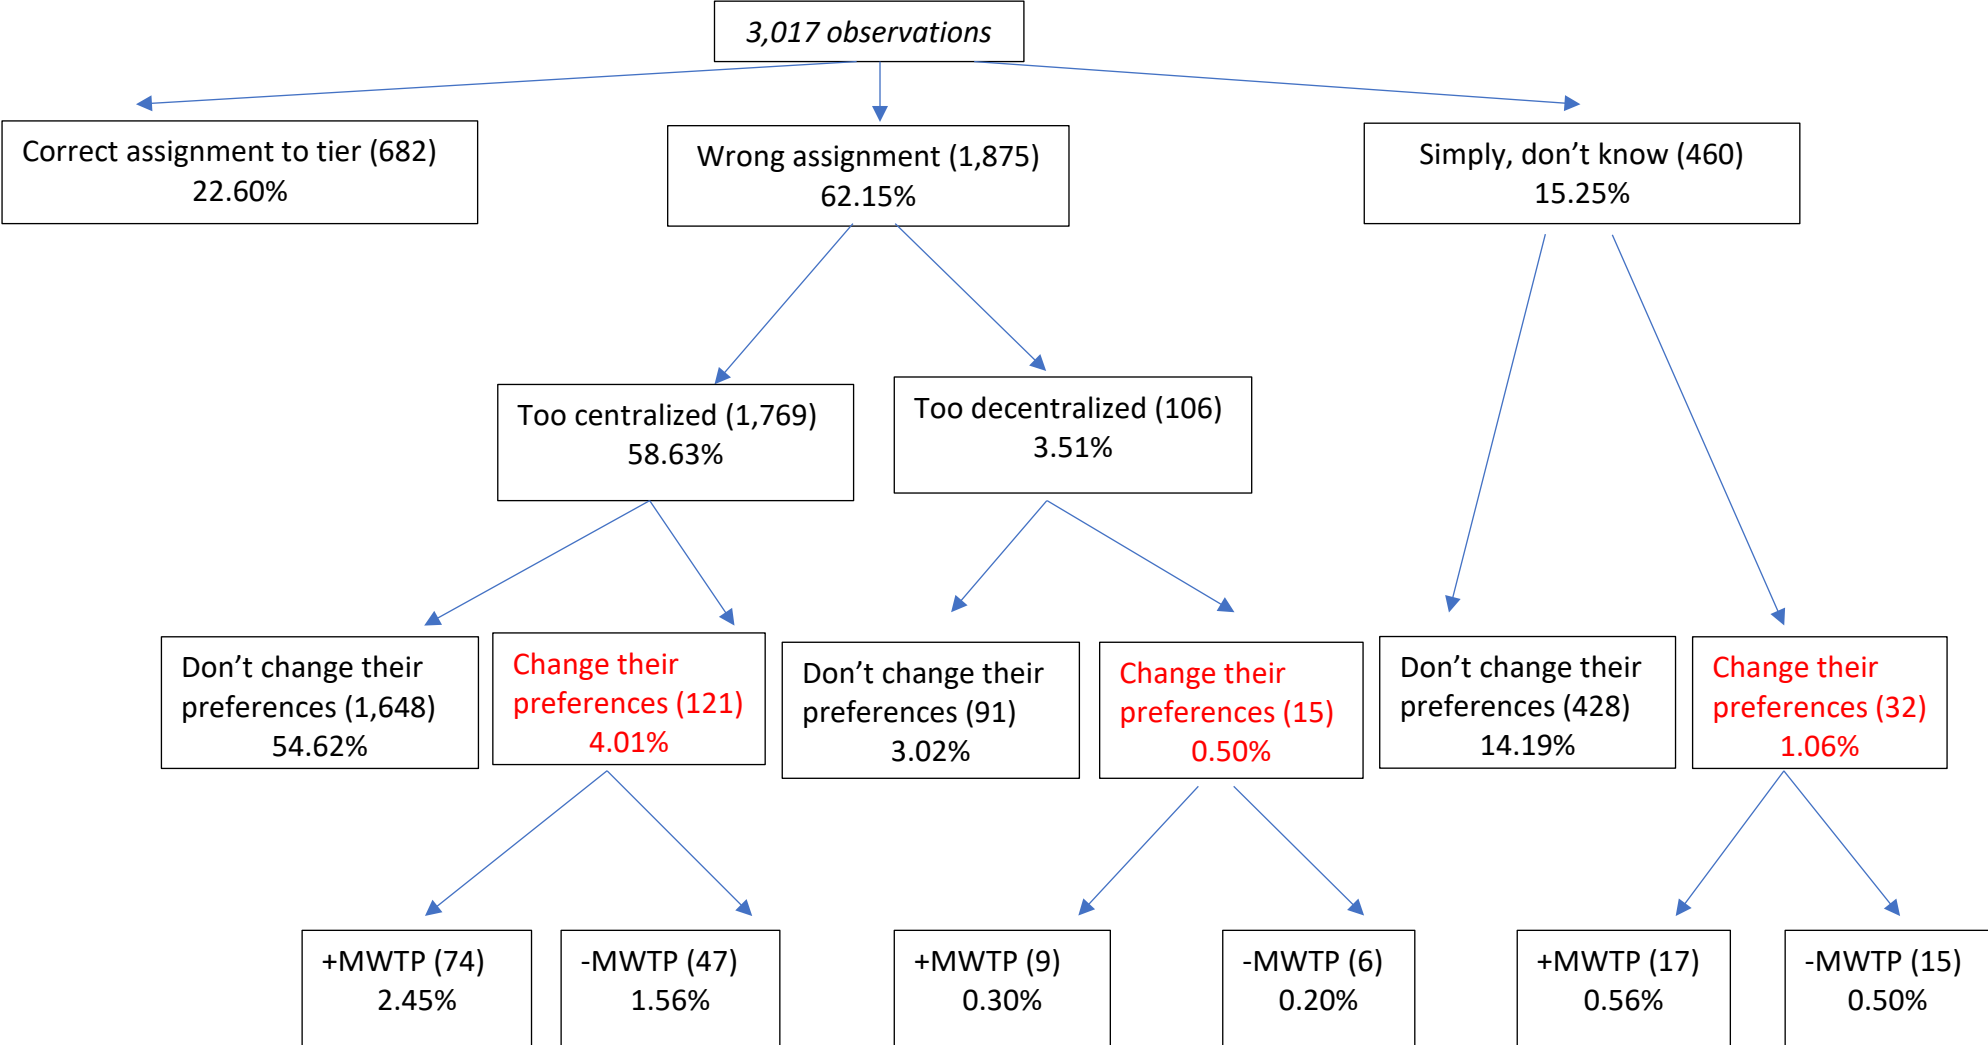 3,017 observations
Correct assignment to tier (682)
22.60%
Wrong assignment (1,875)
62.15%
Simply, don’t know (460)
15.25%
Too centralized (1,769)
58.63%
Too decentralized (106)
3.51%
Don’t change their
preferences (1,648)
54.62%
Change their
preferences (121)
4.01%
Don’t change their
preferences (91)
3.02%
Change their
preferences (15)
0.50%
Don’t change their
preferences (428)
14.19%
Change their
preferences (32)
1.06%
+MWTP (74)
2.45%
-MWTP (47)
1.56%
+MWTP (9)
0.30%
-MWTP (6)
0.20%
+MWTP (17)
0.56%
-MWTP (15)
0.50%